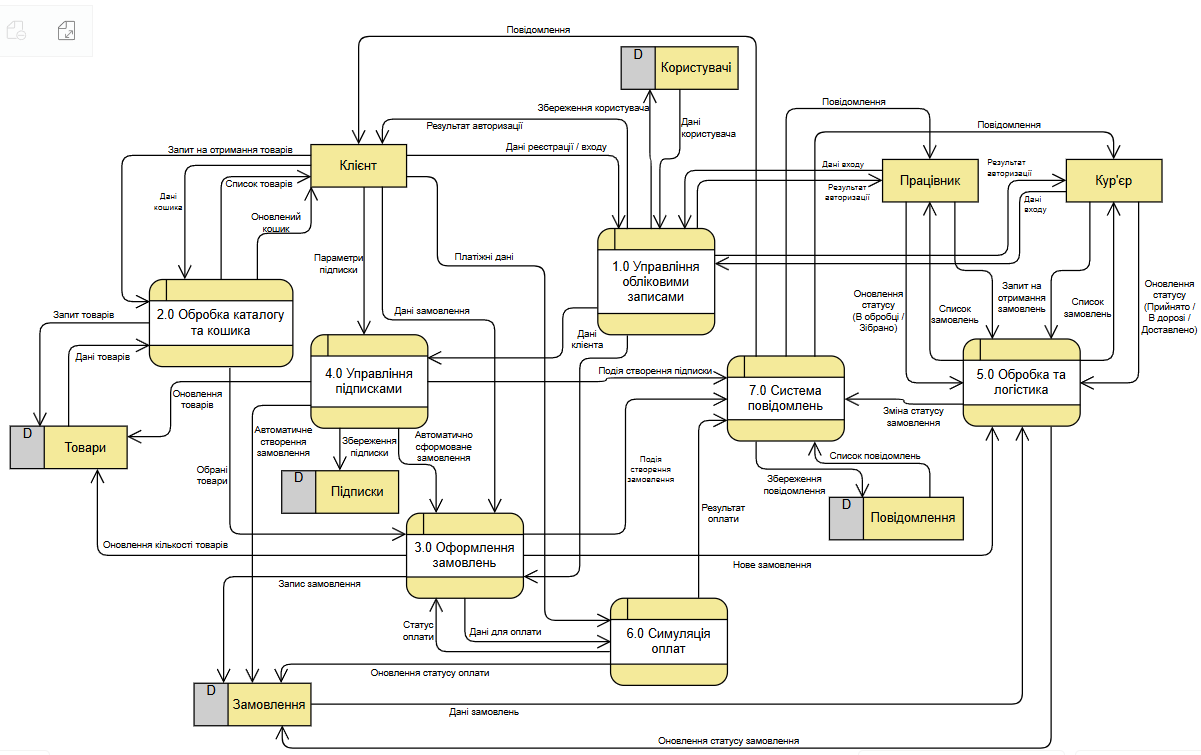 Повідомлення
D
Користувачі
Збереження користувача
Дані
користувача
Результат авторизації
Дані реєстрації / входу
Запит на отримання товарів
Клієнт
Список товарів
Дані
кошика
Оновлений
кошик
Повідомлення
Повідомлення
Дані входу
Результат
авторизації
Працівник
Результат
авторизації
Дані
входу
Кур'єр
Параметри
підписки
Платіжні дані
1.0 Управління
обліковими
записами
2.0 Обробка каталогу
та кошика
Запит товарів
Дані товарів
Дані замовлення
Дані
клієнта
Оновлення
статусу
(В обробці /
Зібрано)
Список
замовлень
Запит на
отримання
замовлень
Список
замовлень
Оновлення
статусу
(Прийнято /
В дорозі /
Доставлено)
4.0 Управління
підписками
Подія створення підписки
7.0 Система
повідомлень
5.0 Обробка та
логістика
Зміна статусу
замовлення
Оновлення
товарів
D
Товари
Автоматичне
створення
замовлення
Збереження
підписки
Автоматично
сформоване
замовлення
Обрані
товари
D
Підписки
Подія
створення
замовлення
Результат
оплати
Список повідомлень
Збереження
повідомлення
D
Повідомлення
3.0 Оформлення
замовлень
Оновлення кількості товарів
Нове замовлення
Запис замовлення
Статус
оплати
Дані для оплати
6.0 Симуляція
оплат
Оновлення статусу оплати
D
Замовлення
Дані замовлень
Оновлення статусу замовлення